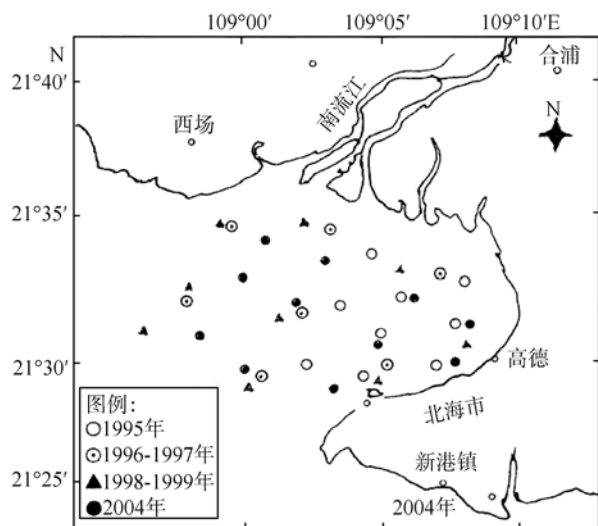 109°00′ 109°05′ 109°10′E
N
21°40′
合浦
南流江
西场
N
21°35′
21°30′
高德
北海市
图例:
1995年
1996-1997年
1998-1999年
2004年
21°25′
新港镇
2004年